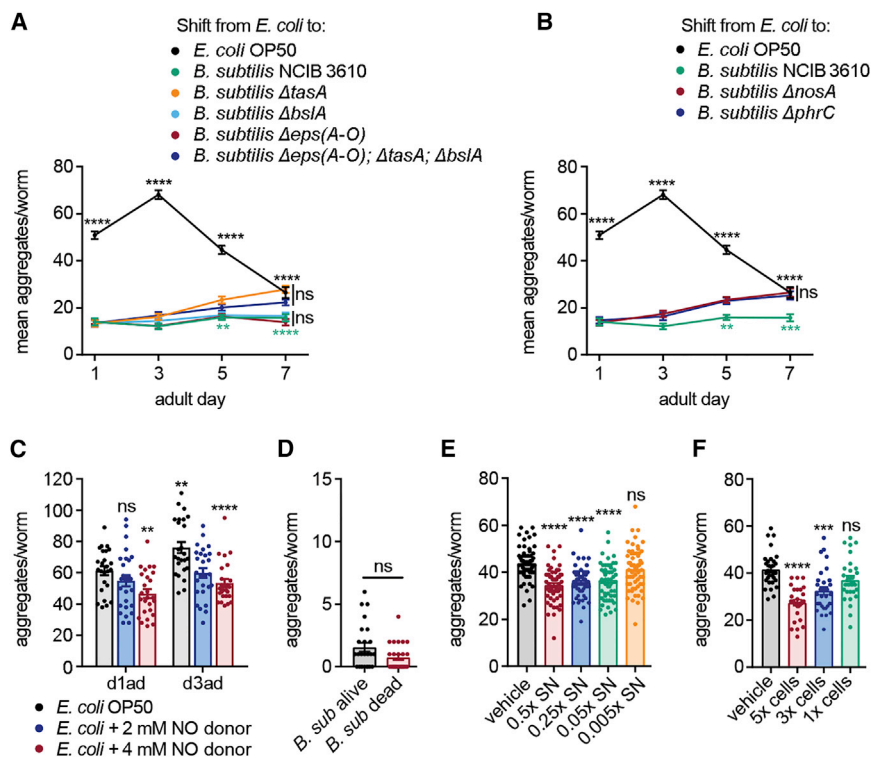 A
Shift from E. coli to:
E. coli OP50
B. subtilis NCIB 3610
B. subtilis ΔtasA
B. subtilis ΔbslA
B. subtilis Δeps(A-O)
B. subtilis Δeps(A-O); ΔtasA; ΔbslA
mean aggregates/worm
80
60
40
20
0
****
****
****
****
ns
ns
**
****
1 3 5 7
adult day
B
Shift from E. coli to:
E. coli OP50
B. subtilis NCIB 3610
B. subtilis ΔnosA
B. subtilis ΔphrC
mean aggregates/worm
80
60
40
20
0
****
****
****
****
ns
**
***
1 3 5 7
adult day
C
aggregates/worm
120
100
80
60
40
20
0
ns
**
**
****
d1ad d3ad
E. coli OP50
E. coli + 2 mM NO donor
E. coli + 4 mM NO donor
D
aggregates/worm
15
10
5
0
ns
B. sub alive
B. sub dead
E
aggregates/worm
80
60
40
20
0
****
****
****
ns
vehicle
0.5x SN
0.25x SN
0.05x SN
0.005x SN
F
aggregates/worm
80
60
40
20
0
****
***
ns
vehicle
5x cells
3x cells
1x cells